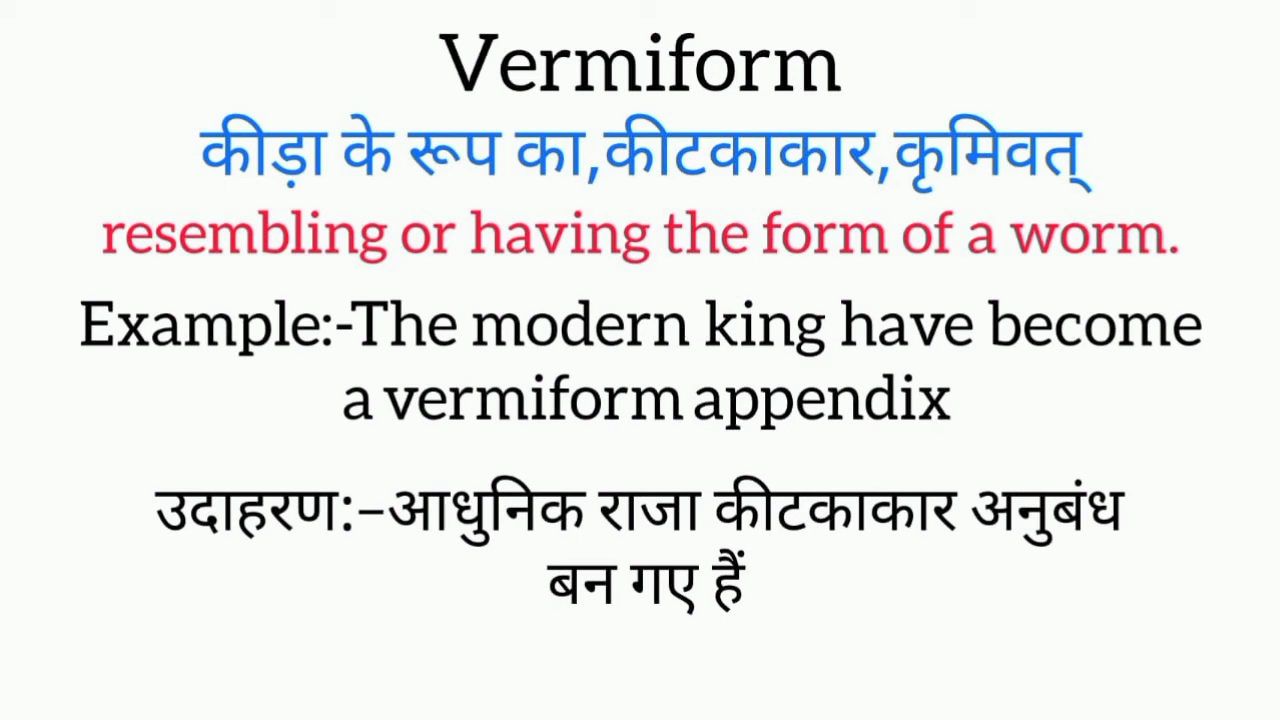 Vermiform
कीड़ा के रूप का,कीटकाकार,कृमिवत्
resembling or having the form of a worm.
Example:-The modern king have become
a vermiform appendix
उदाहरण:–आधुनिक राजा कीटकाकार अनुबंध
बन गए हैं